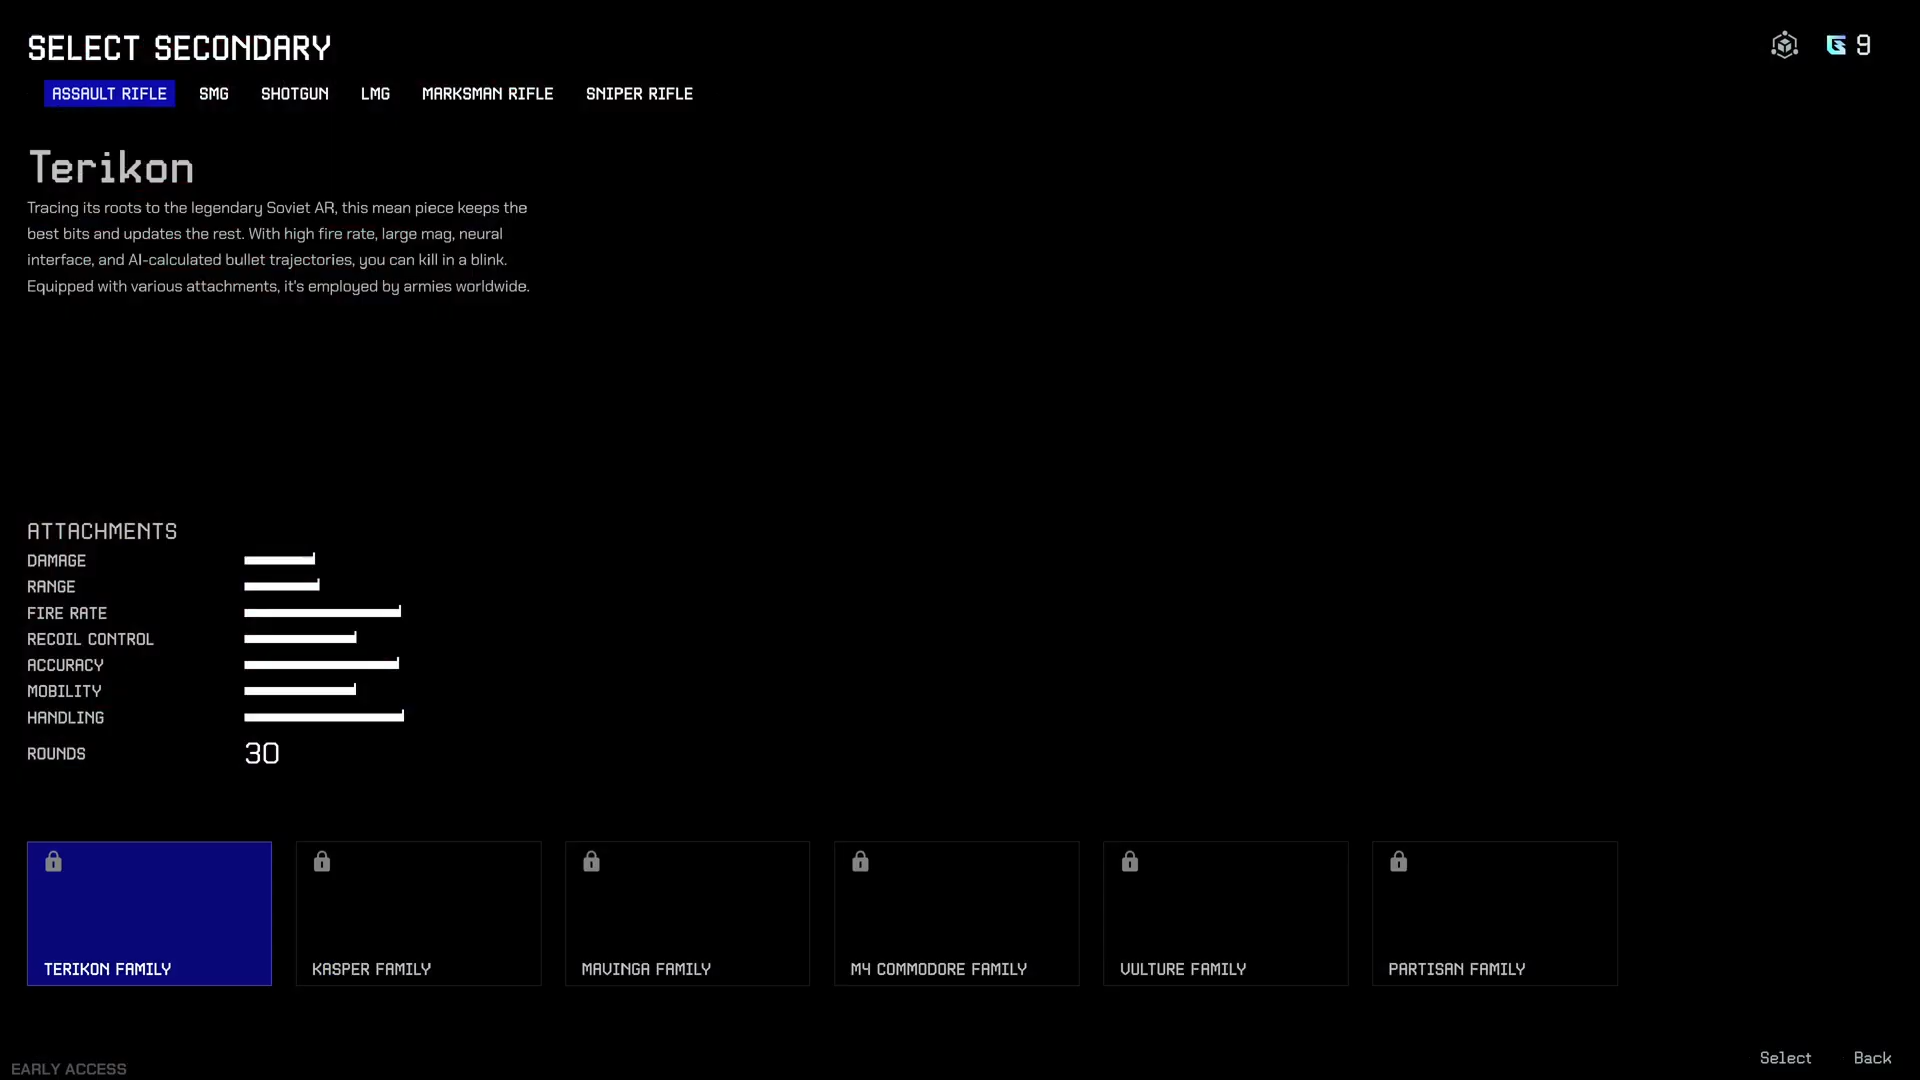 SELECT SECONDARY
9
ASSAULT RIFLE SMG SHOTGUN LMG MARKSMAN RIFLE SNIPER RIFLE
Terikon
Tracing its roots to the legendary Soviet AR, this mean piece keeps the
best bits and updates the rest. With high fire rate, large mag, neural
interface, and AI-calculated bullet trajectories, you can kill in a blink.
Equipped with various attachments, it's employed by armies worldwide.
ATTACHMENTS
DAMAGE
RANGE
FIRE RATE
RECOIL CONTROL
ACCURACY
MOBILITY
HANDLING
ROUNDS 30
TERIKON FAMILY KASPER FAMILY MAVINGA FAMILY M4 COMMODORE FAMILY VULTURE FAMILY PARTISAN FAMILY
Select Back
EARLY ACCESS